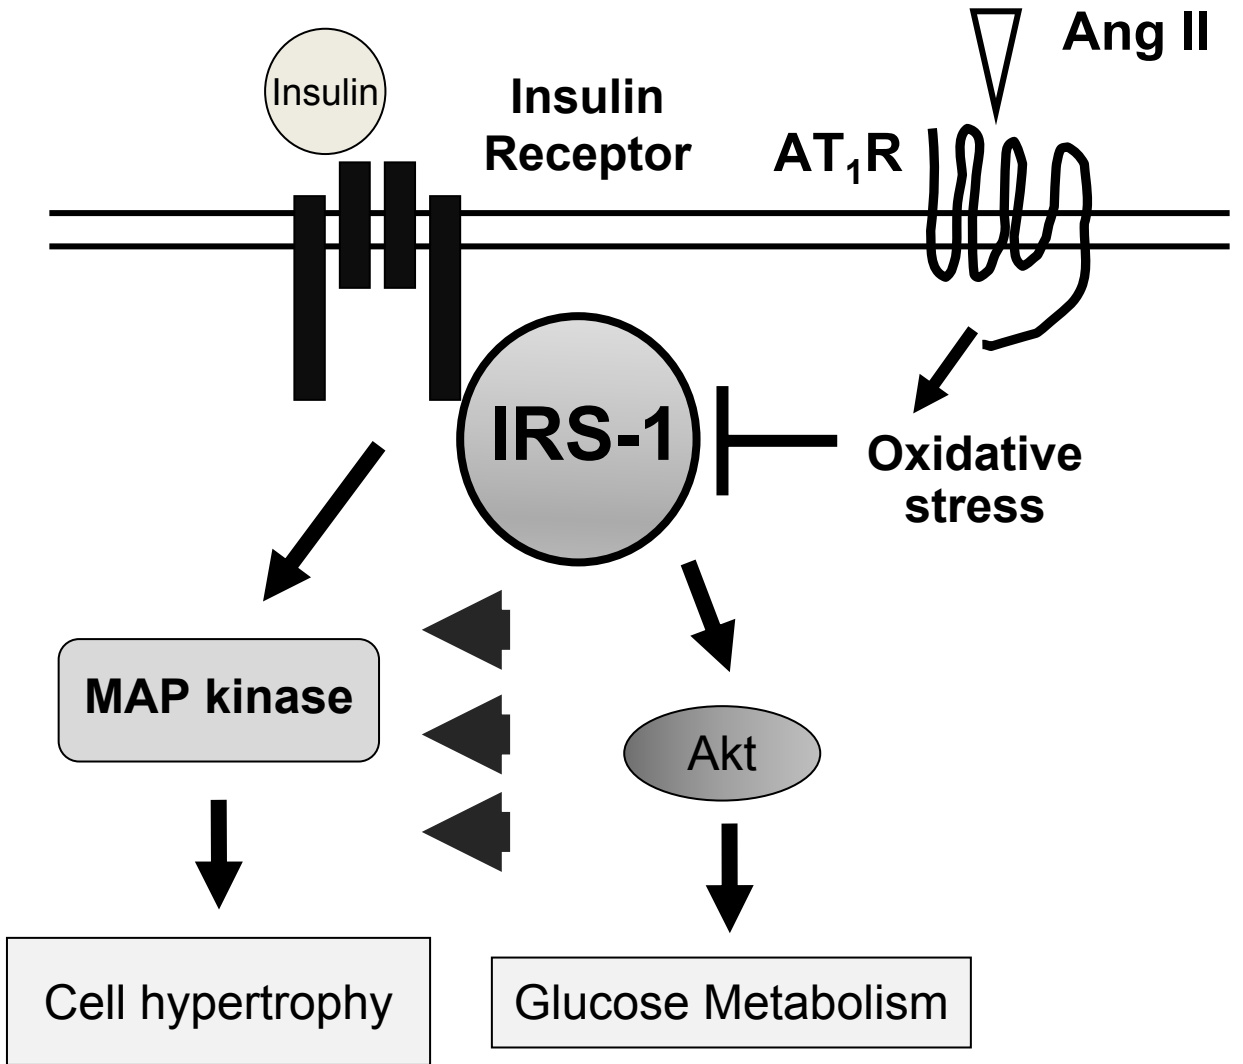 Ang II
Insulin
Insulin
Receptor
AT₁R
IRS-1
Oxidative
stress
MAP kinase
Akt
Cell hypertrophy
Glucose Metabolism